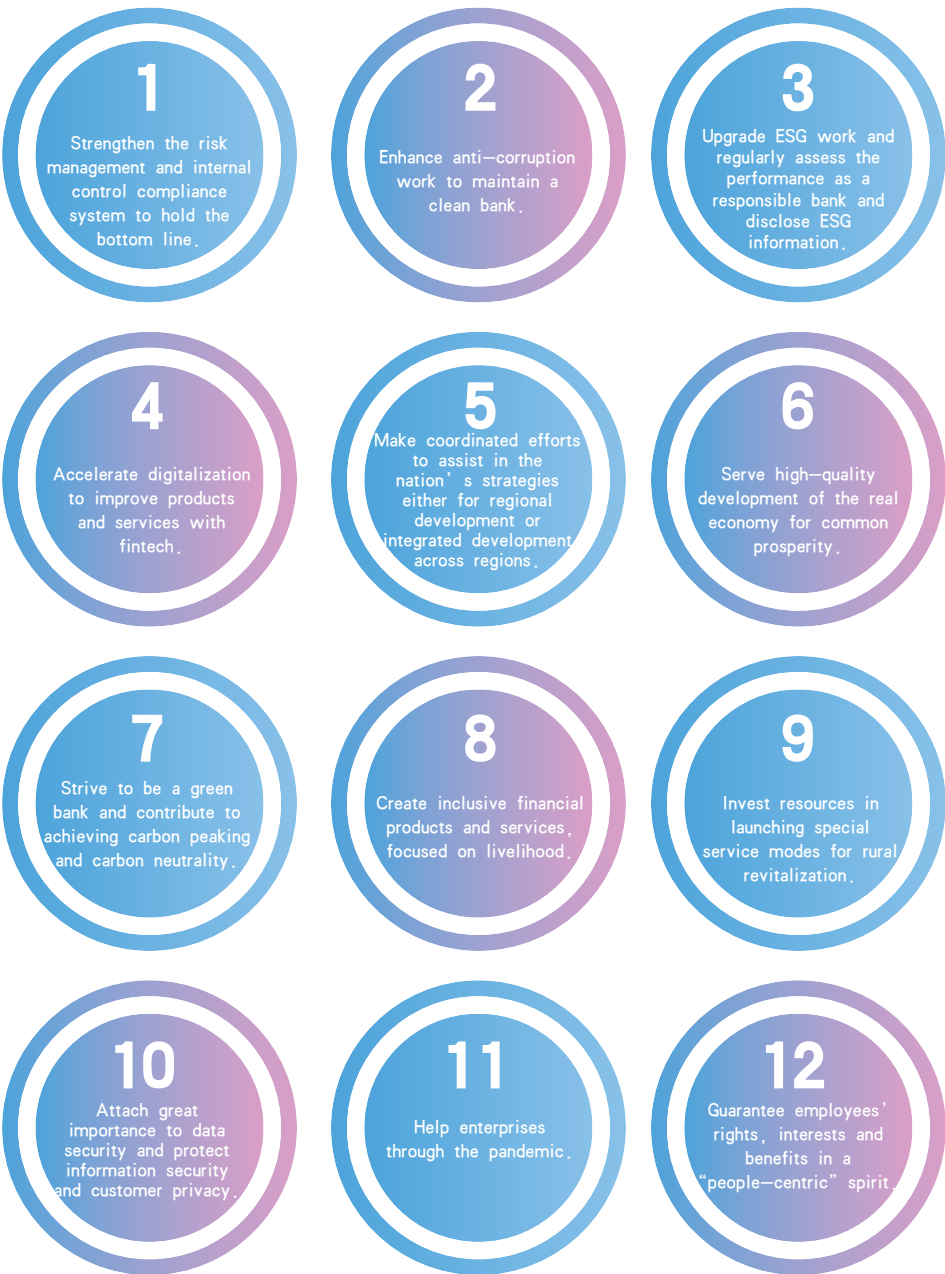 1
Strengthen the risk
management and internal
control compliance
system to hold the
bottom line.
2
Enhance anti—corruption
work to maintain a
clean bank.
3
Upgrade ESG work and
regularly assess the
performance as a
responsible bank and
disclose ESG
information.
4
Accelerate digitalization
to improve products
and services with
fintech.
5
Make coordinated efforts
to assist in the
nation’s strategies
either for regional
development or
integrated development
across regions.
6
Serve high—quality
development of the real
economy for common
prosperity.
7
Strive to be a green
bank and contribute to
achieving carbon peaking
and carbon neutrality.
8
Create inclusive financial
products and services,
focused on livelihood.
9
Invest resources in
launching special
service modes for rural
revitalization.
10
Attach great
importance to data
security and protect
information security
and customer privacy.
11
Help enterprises
through the pandemic.
12
Guarantee employees’
rights, interests and
benefits in a
“people—centric” spirit.